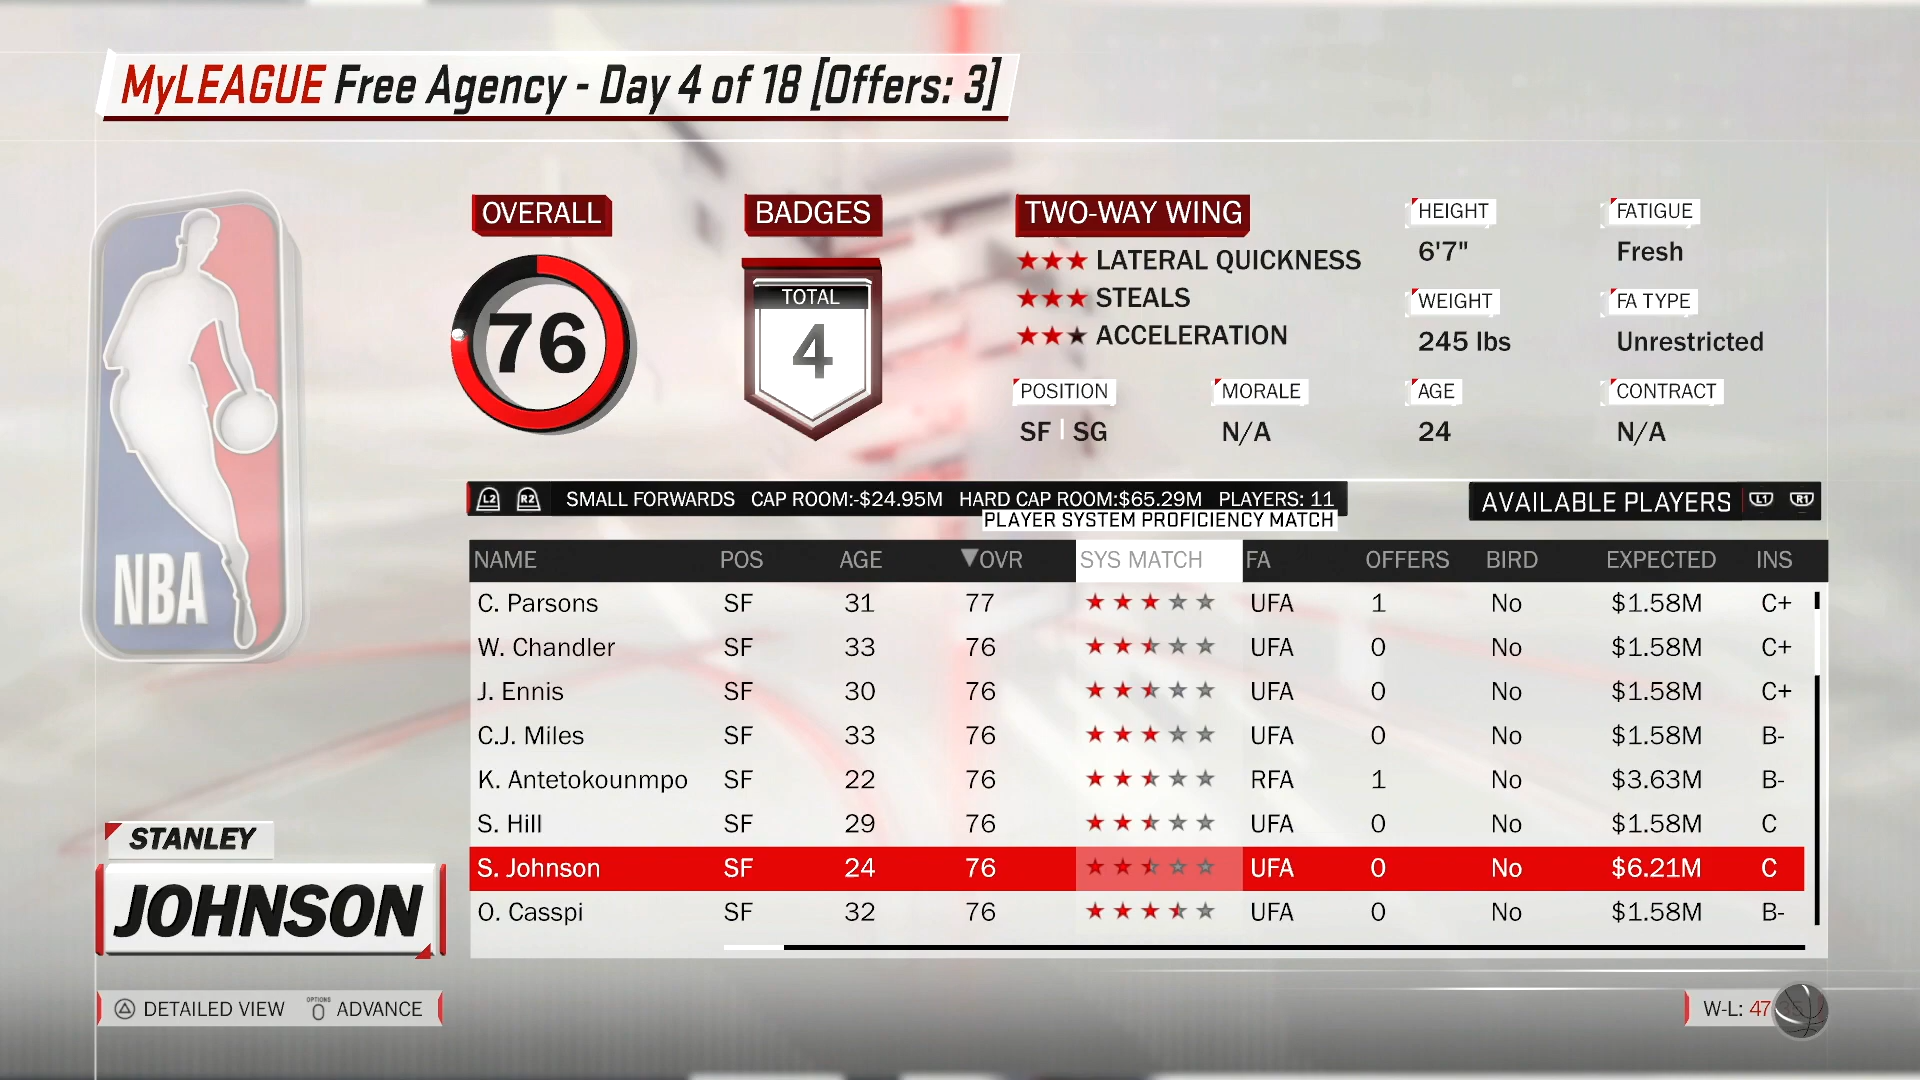 MyLEAGUE Free Agency - Day 4 of 18 [Offers: 3]
OVERALL
76
BADGES
TOTAL
4
TWO-WAY WING
LATERAL QUICKNESS
STEALS
ACCELERATION
POSITION
SF | SG
MORALE
N/A
HEIGHT
6'7"
WEIGHT
245 lbs
AGE
24
FATIGUE
Fresh
FA TYPE
Unrestricted
CONTRACT
N/A
NBA
L2 R2 SMALL FORWARDS CAP ROOM:-$24.95M HARD CAP ROOM:$65.29M PLAYERS: 11
AVAILABLE PLAYERS L1 R1
PLAYER SYSTEM PROFICIENCY MATCH
NAME POS AGE OVR SYS MATCH FA OFFERS BIRD EXPECTED INS
C. Parsons SF 31 77 UFA 1 No $1.58M C+
W. Chandler SF 33 76 UFA 0 No $1.58M C+
J. Ennis SF 30 76 UFA 0 No $1.58M C+
C.J. Miles SF 33 76 UFA 0 No $1.58M B-
K. Antetokounmpo SF 22 76 RFA 1 No $3.63M B-
S. Hill SF 29 76 UFA 0 No $1.58M C
S. Johnson SF 24 76 UFA 0 No $6.21M C
O. Casspi SF 32 76 UFA 0 No $1.58M B-
STANLEY
JOHNSON
DETAILED VIEW OPTIONS ADVANCE
W-L: 47